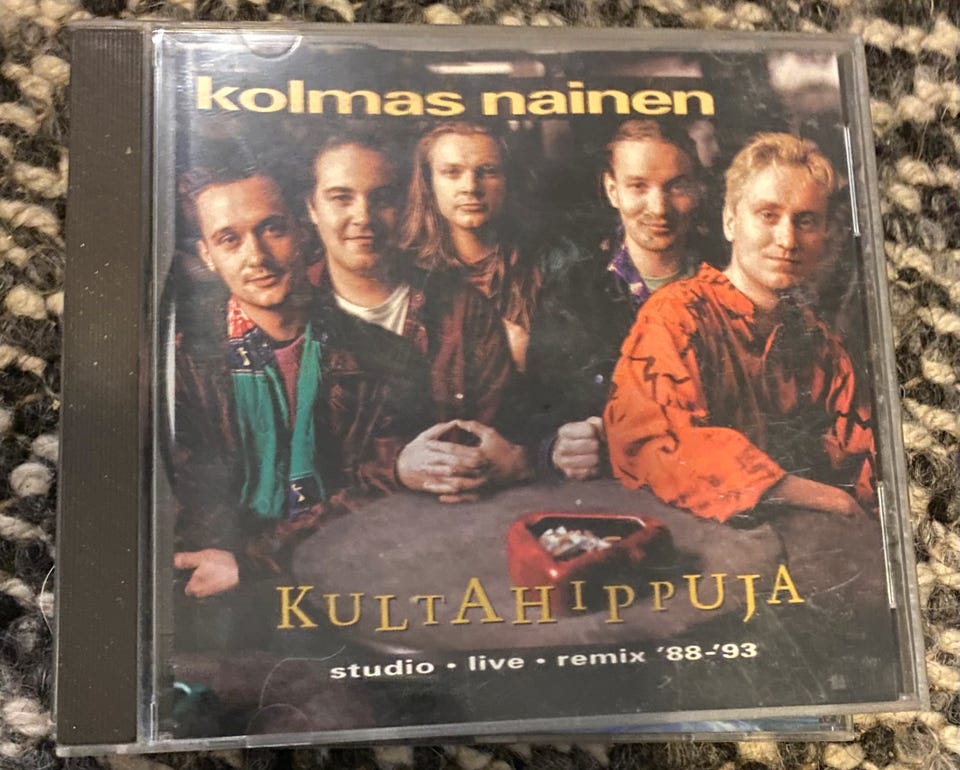 kolmas nainen
KULTAHIPPUJA
studio • live • remix '88-'93